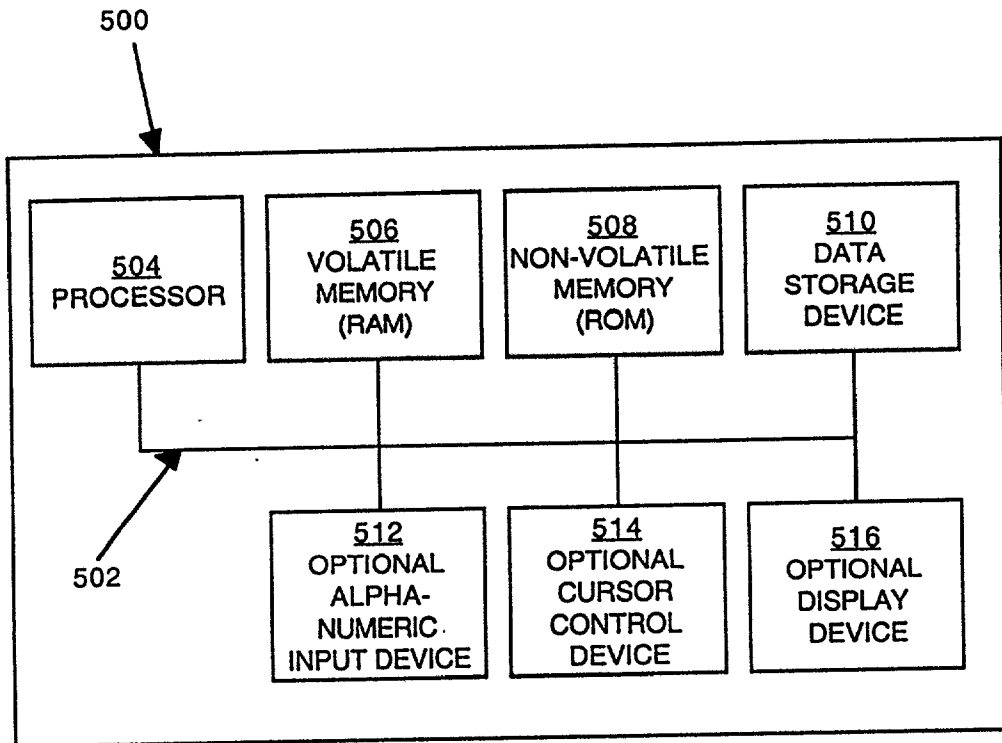 500
504
PROCESSOR
506
VOLATILE
MEMORY
(RAM)
508
NON-VOLATILE
MEMORY
(ROM)
510
DATA
STORAGE
DEVICE
502
512
OPTIONAL
ALPHA-
NUMERIC
INPUT DEVICE
514
OPTIONAL
CURSOR
CONTROL
DEVICE
516
OPTIONAL
DISPLAY
DEVICE